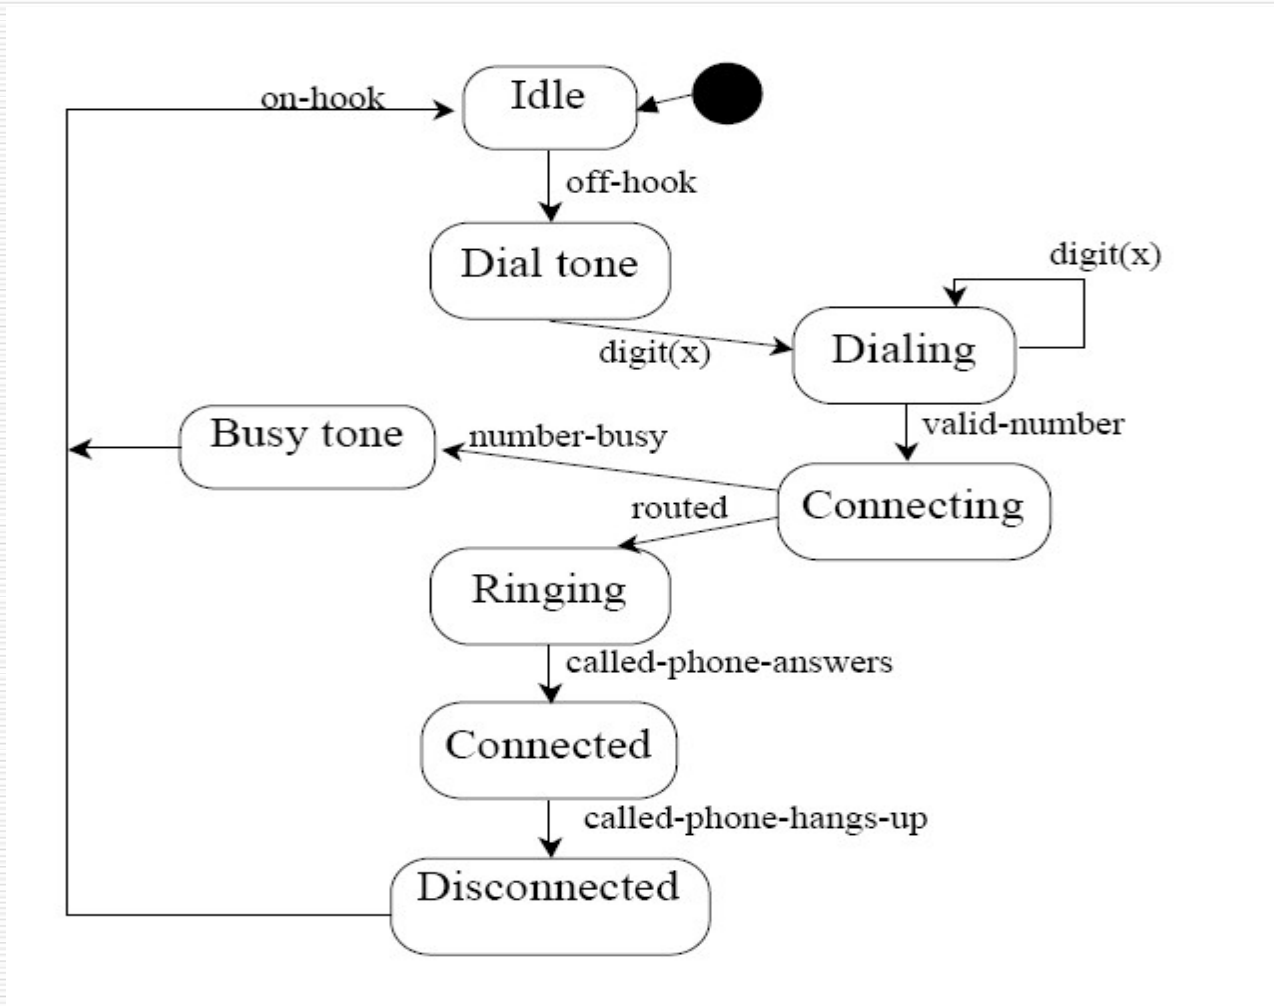 on-hook
Idle
off-hook
Dial tone
digit(x)
digit(x)
Dialing
valid-number
Busy tone
number-busy
Connecting
routed
Ringing
called-phone-answers
Connected
called-phone-hangs-up
Disconnected